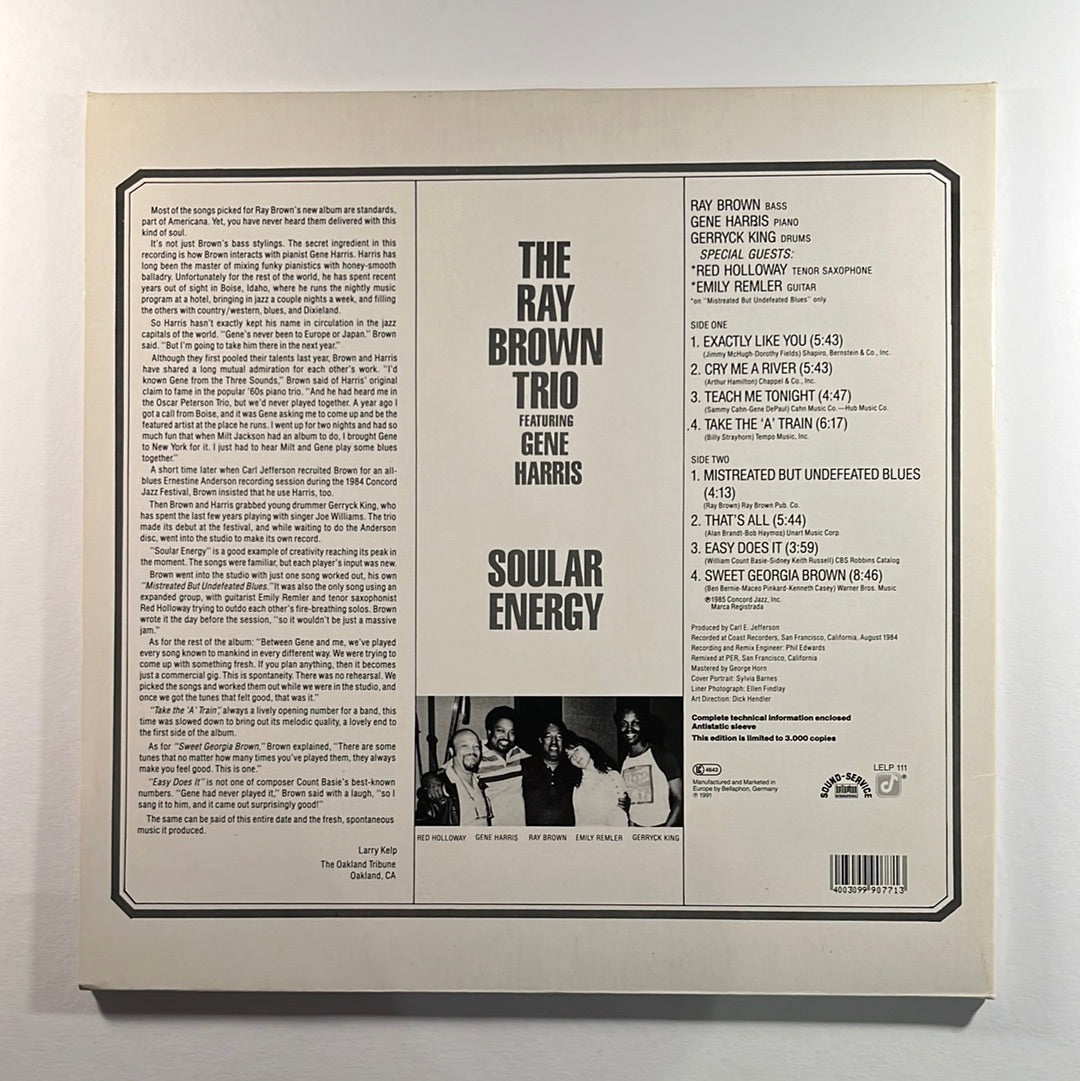 Most of the songs picked for Ray Brown's new album are standards,
part of Americana. Yet, you have never heard them delivered with this
kind of soul.
It's not just Brown's bass stylings. The secret ingredient in this
recording is how Brown interacts with pianist Gene Harris. Harris has
long been the master of mixing funky pianistics with honey-smooth
balladry. Unfortunately for the rest of the world, he has spent recent
years out of sight in Boise, Idaho, where he runs the nightly music
program at a hotel, bringing in jazz a couple nights a week, and filling
the others with country/western, blues, and Dixieland.
So Harris hasn't exactly kept his name in circulation in the jazz
capitals of the world. "Gene's never been to Europe or Japan." Brown
said. "But I'm going to take him there in the next year."
Although they first pooled their talents last year, Brown and Harris
have shared a long mutual admiration for each other's work. "I'd
known Gene from the Three Sounds," Brown said of Harris' original
claim to fame in the popular '60s piano trio. "And he had heard me in
the Oscar Peterson Trio, but we'd never played together. A year ago I
got a call from Boise, and it was Gene asking me to come up and be the
featured artist at the place he runs. I went up for two nights and had so
much fun that when Milt Jackson had an album to do, I brought Gene
to New York for it. I just had to hear Milt and Gene play some blues
together."
A short time later when Carl Jefferson recruited Brown for an all-
blues Ernestine Anderson recording session during the 1984 Concord
Jazz Festival, Brown insisted that he use Harris, too.
Then Brown and Harris grabbed young drummer Gerryck King, who
has spent the last few years playing with singer Joe Williams. The trio
made its debut at the festival, and while waiting to do the Anderson
disc, went into the studio to make its own record.
"Soular Energy" is a good example of creativity reaching its peak in
the moment. The songs were familiar, but each player's input was new.
Brown went into the studio with just one song worked out, his own
"Mistreated But Undefeated Blues." It was also the only song using an
expanded group, with guitarist Emily Remler and tenor saxophonist
Red Holloway trying to outdo each other's fire-breathing solos. Brown
wrote it the day before the session, "so it wouldn't be just a massive
jam."
As for the rest of the album: "Between Gene and me, we've played
every song known to mankind in every different way. We were trying to
come up with something fresh. If you plan anything, then it becomes
just a commercial gig. This is spontaneity. There was no rehearsal. We
picked the songs and worked them out while we were in the studio, and
once we got the tunes that felt good, that was it."
"Take the 'A' Train", always a lively opening number for a band, this
time was slowed down to bring out its melodic quality, a lovely end to
the first side of the album.
As for "Sweet Georgia Brown," Brown explained, "There are some
tunes that no matter how many times you've played them, they always
make you feel good. This is one."
"Easy Does It" is not one of composer Count Basie's best-known
numbers. "Gene had never played it," Brown said with a laugh, "so I
sang it to him, and it came out surprisingly good!"
The same can be said of this entire date and the fresh, spontaneous
music it produced.
Larry Kelp
The Oakland Tribune
Oakland, CA
THE
RAY
BROWN
TRIO
FEATURING
GENE
HARRIS
SOULAR
ENERGY
RED HOLLOWAY GENE HARRIS RAY BROWN EMILY REMLER GERRYCK KING
RAY BROWN BASS
GENE HARRIS PIANO
GERRYCK KING DRUMS
SPECIAL GUESTS:
*RED HOLLOWAY TENOR SAXOPHONE
*EMILY REMLER GUITAR
*on "Mistreated But Undefeated Blues" only
SIDE ONE
1. EXACTLY LIKE YOU (5:43)
(Jimmy McHugh-Dorothy Fields) Shapiro, Bernstein & Co., Inc.
2. CRY ME A RIVER (5:43)
(Arthur Hamilton) Chappel & Co., Inc.
3. TEACH ME TONIGHT (4:47)
(Sammy Cahn-Gene DePaul) Cahn Music Co.—Hub Music Co.
4. TAKE THE 'A' TRAIN (6:17)
(Billy Strayhorn) Tempo Music, Inc.
SIDE TWO
1. MISTREATED BUT UNDEFEATED BLUES
(4:13)
(Ray Brown) Ray Brown Pub. Co.
2. THAT'S ALL (5:44)
(Alan Brandt-Bob Haymos) Unart Music Corp.
3. EASY DOES IT (3:59)
(William Count Basie-Sidney Keith Russell) CBS Robbins Catalog
4. SWEET GEORGIA BROWN (8:46)
(Ben Bernie-Maceo Pinkard-Kenneth Casey) Warner Bros. Music
℗1985 Concord Jazz, Inc.
Marca Registrada
Produced by Carl E. Jefferson
Recorded at Coast Recorders, San Francisco, California, August 1984
Recording and Remix Engineer: Phil Edwards
Remixed at PER, San Francisco, California
Mastered by George Horn
Cover Portrait: Sylvia Barnes
Liner Photograph: Ellen Findlay
Art Direction: Dick Hendler
Complete technical information enclosed
Antistatic sleeve
This edition is limited to 3.000 copies
4643
Manufactured and Marketed in
Europe by Bellaphon, Germany
℗ 1991
SOUND-SERVICE
bellaphon
INTERNATIONAL
LELP 111
4003099 907713